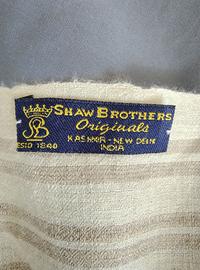 SHAW BROTHERS
Originals
KASHMIR - NEW DELHI
INDIA
ESTD 1840